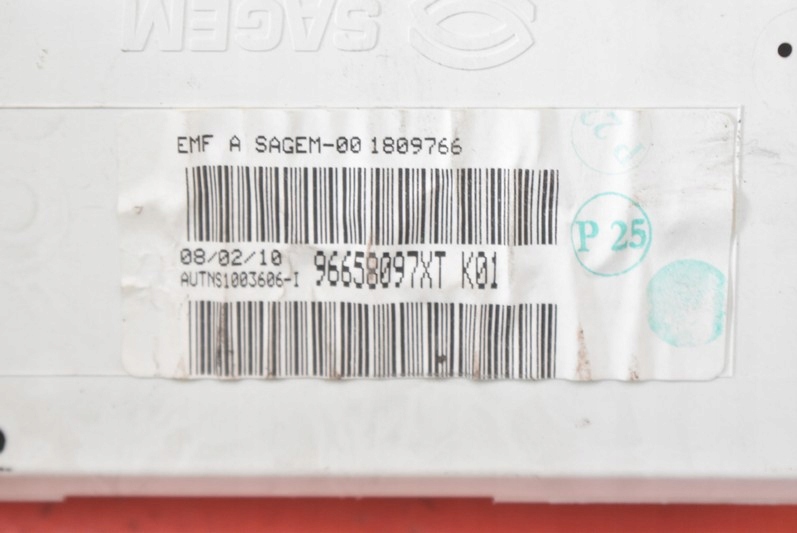 SAGEM
EMF A SAGEM-00 1809766
08/02/10
AUTNS1003606-I 96658097XT K01
P 25